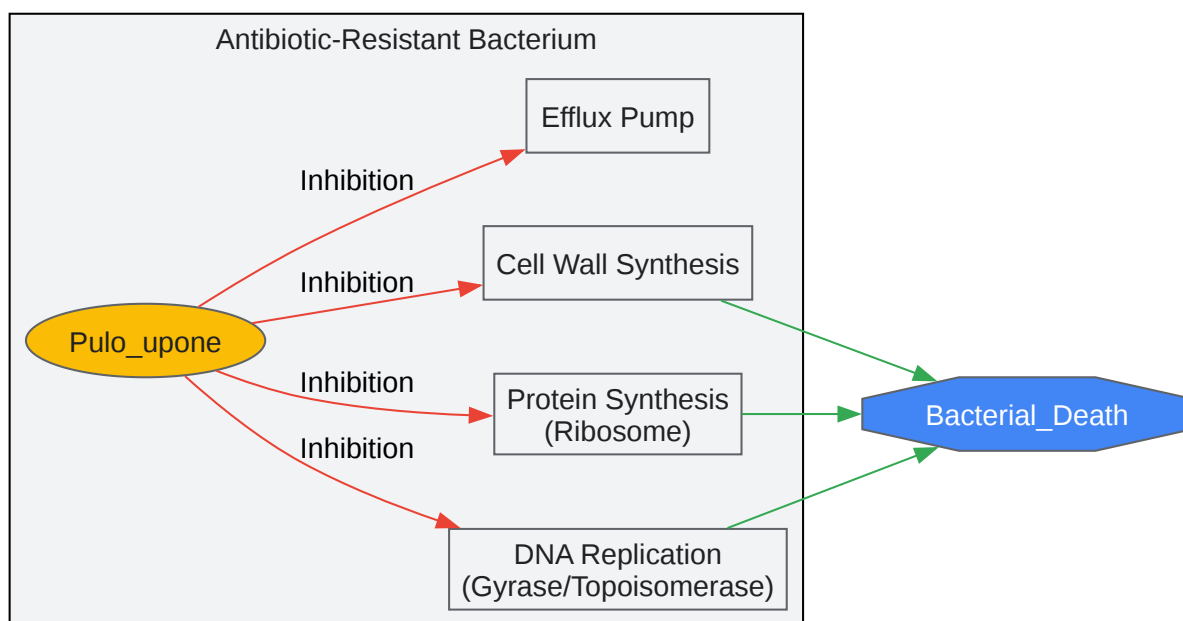 Antibiotic-Resistant Bacterium
Efflux Pump
Inhibition
Inhibition
Cell Wall Synthesis
Pulo_upone
Inhibition
Protein Synthesis
(Ribosome)
Bacterial_Death
Inhibition
DNA Replication
(Gyrase/Topoisomerase)